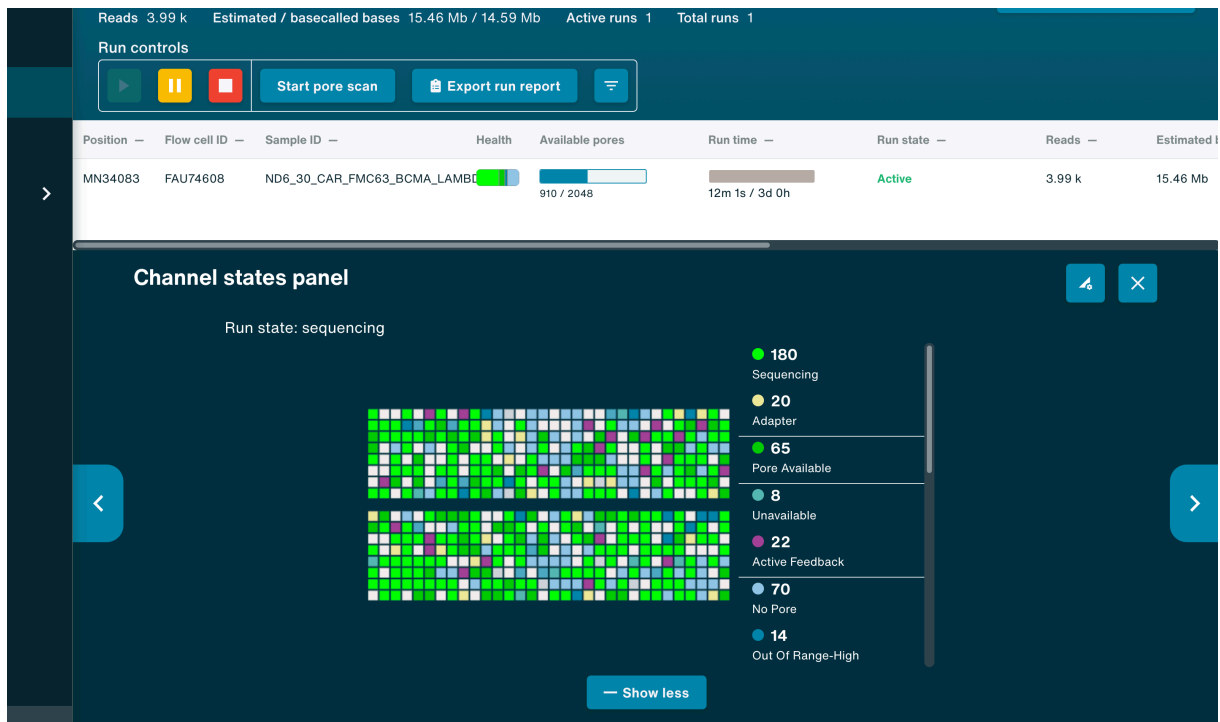 Reads 3.99 k Estimated / basecalled bases 15.46 Mb / 14.59 Mb Active runs 1 Total runs 1
Run controls
Start pore scan Export run report
Position Flow cell ID Sample ID Health Available pores Run time Run state Reads Estimated
MN34083 FAU74608 ND6_30_CAR_FMC63_BCMA_LAMBD 910 / 2048 12m 1s / 3d 0h Active 3.99 k 15.46 Mb
Channel states panel
Run state: sequencing
180
Sequencing
20
Adapter
65
Pore Available
8
Unavailable
22
Active Feedback
70
No Pore
14
Out Of Range-High
Show less